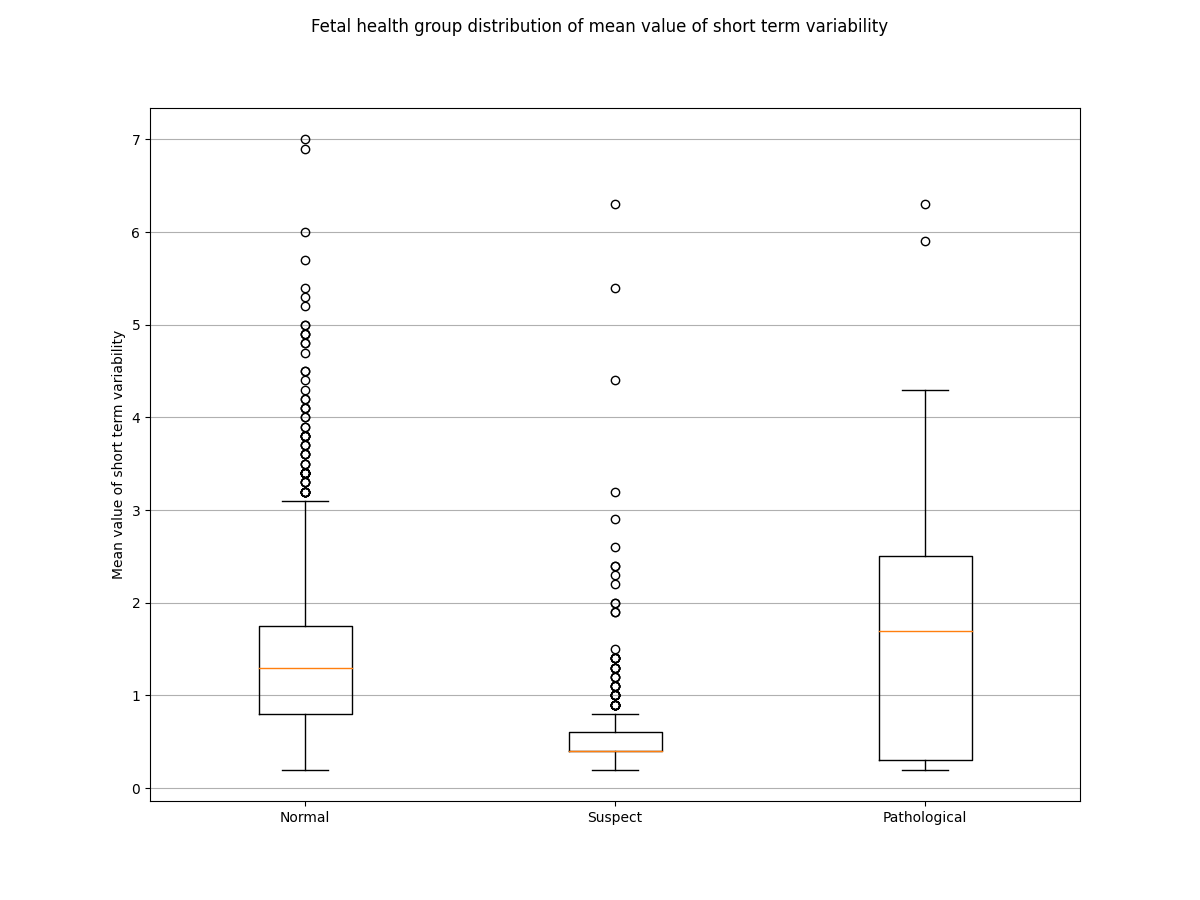 Fetal health group distribution of mean value of short term variability
7
6
5
4
3
2
1
0
Mean value of short term variability
Normal
Suspect
Pathological